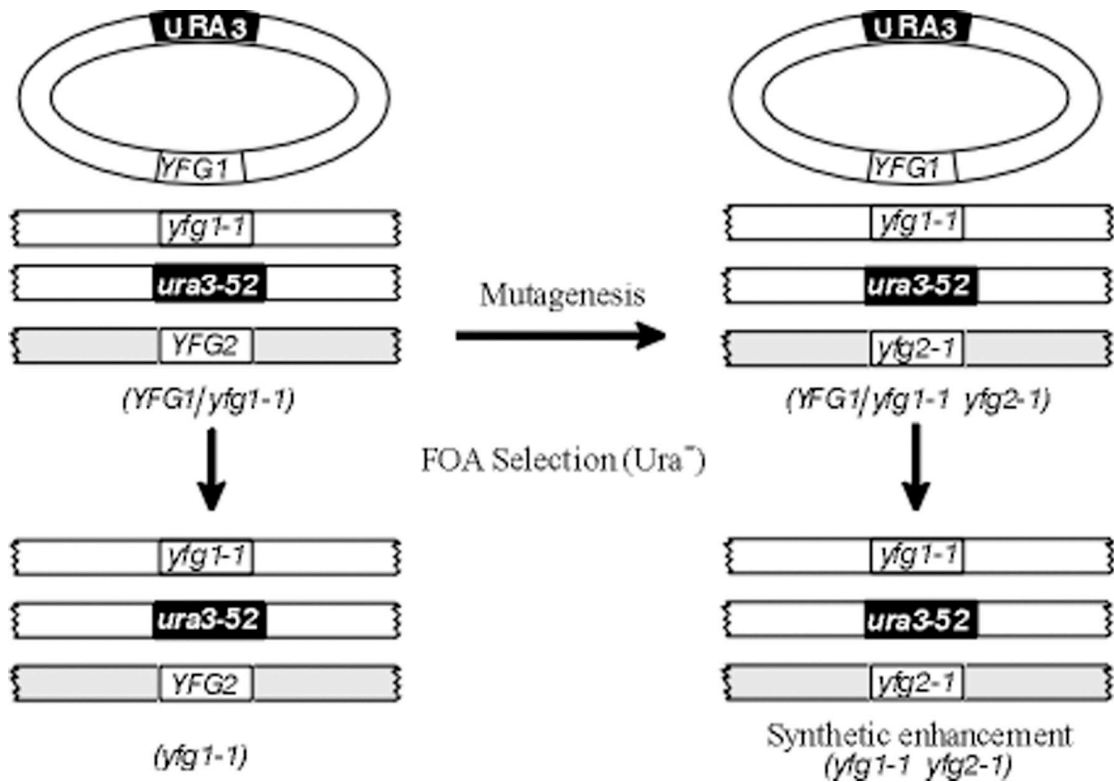 URA3
YFG1
yfg1-1
ura3-52
YFG2
(YFG1/yfg1-1)
Mutagenesis
URA3
YFG1
yfg1-1
ura3-52
yfg2-1
(YFG1/yfg1-1 yfg2-1)
FOA Selection (Ura⁻)
yfg1-1
ura3-52
YFG2
(yfg1-1)
yfg1-1
ura3-52
yfg2-1
Synthetic enhancement
(yfg1-1 yfg2-1)